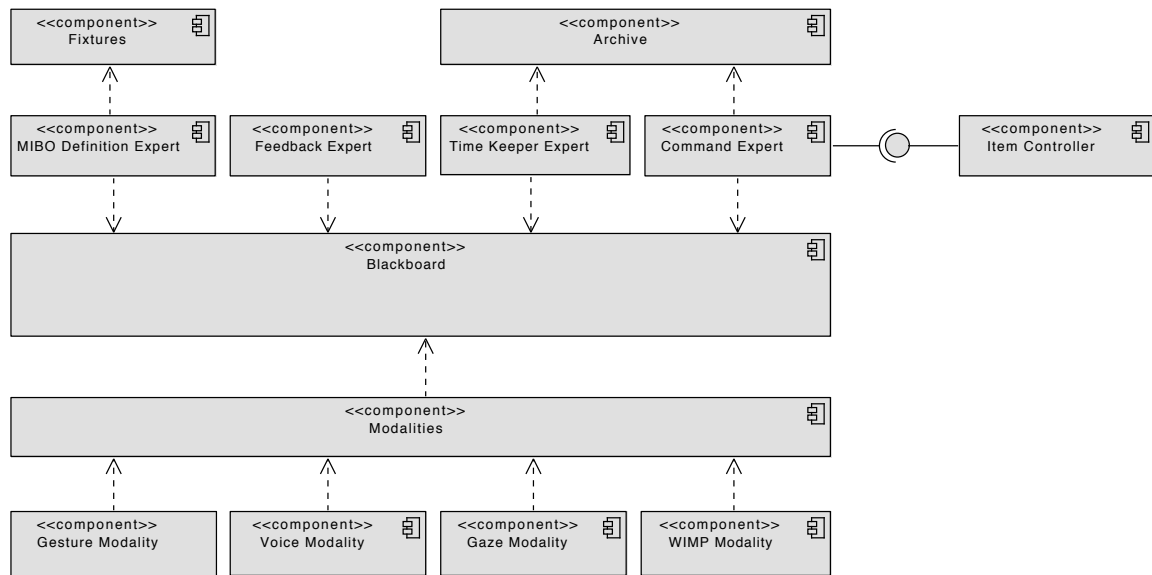 <<component>>
Fixtures
<<component>>
Archive
<<component>>
MIBO Definition Expert
<<component>>
Feedback Expert
<<component>>
Time Keeper Expert
<<component>>
Command Expert
<<component>>
Item Controller
<<component>>
Blackboard
<<component>>
Modalities
<<component>>
Gesture Modality
<<component>>
Voice Modality
<<component>>
Gaze Modality
<<component>>
WIMP Modality